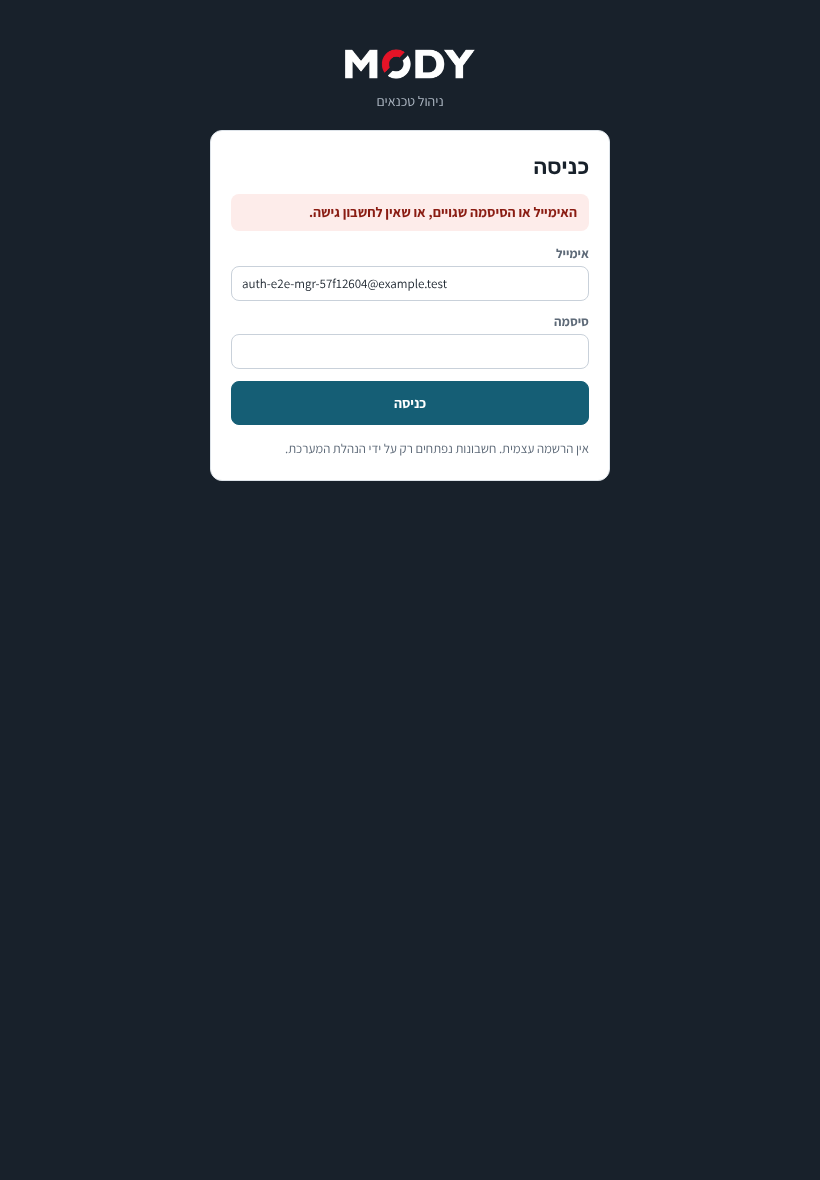 MODY
ניהול טכנאים
כניסה
האימייל או הסיסמה שגויים, או שאין לחשבון גישה.
אימייל
auth-e2e-mgr-57f12604@example.test
סיסמה
כניסה
אין הרשמה עצמית. חשבונות נפתחים רק על ידי הנהלת המערכת.